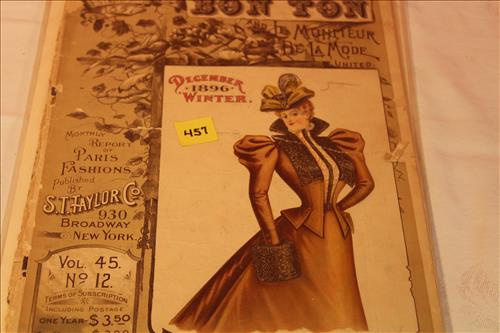 BON TON
AND
LE MONITEUR
DE LA MODE
UNITED.
DECEMBER
· 1896 ·
WINTER.
457
MONTHLY
REPORT
OF
PARIS
FASHIONS.
Published
BY
S.T. TAYLOR CO
930
BROADWAY
NEW YORK.
VOL. 45.
NO 12.
TERMS OF SUBSCRIPTION
INCLUDING POSTAGE
ONE YEAR $3.50